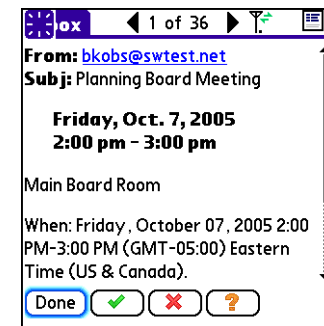 box 1 of 36
From: bkobs@swtest.net
Subj: Planning Board Meeting
Friday, Oct. 7, 2005
2:00 pm - 3:00 pm
Main Board Room
When: Friday, October 07, 2005 2:00
PM-3:00 PM (GMT-05:00) Eastern
Time (US & Canada).
Done